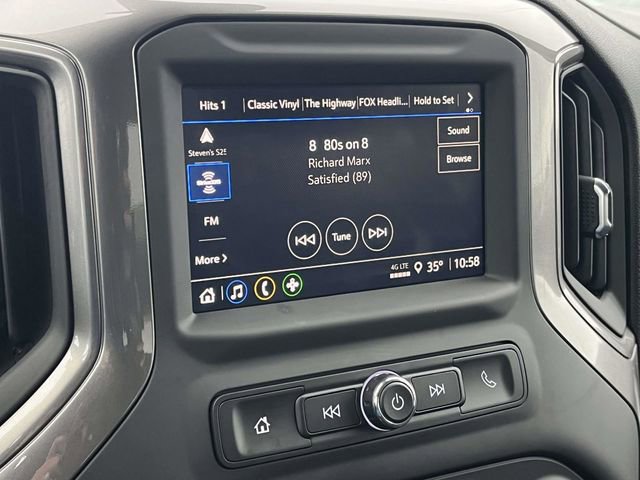 Hits 1 Classic Vinyl The Highway FOX Headli... Hold to Set
Steven's S25
8 80s on 8
Richard Marx
Satisfied (89)
Sound
Browse
SiriusXM
FM
More
Tune
4G LTE 35° 10:58